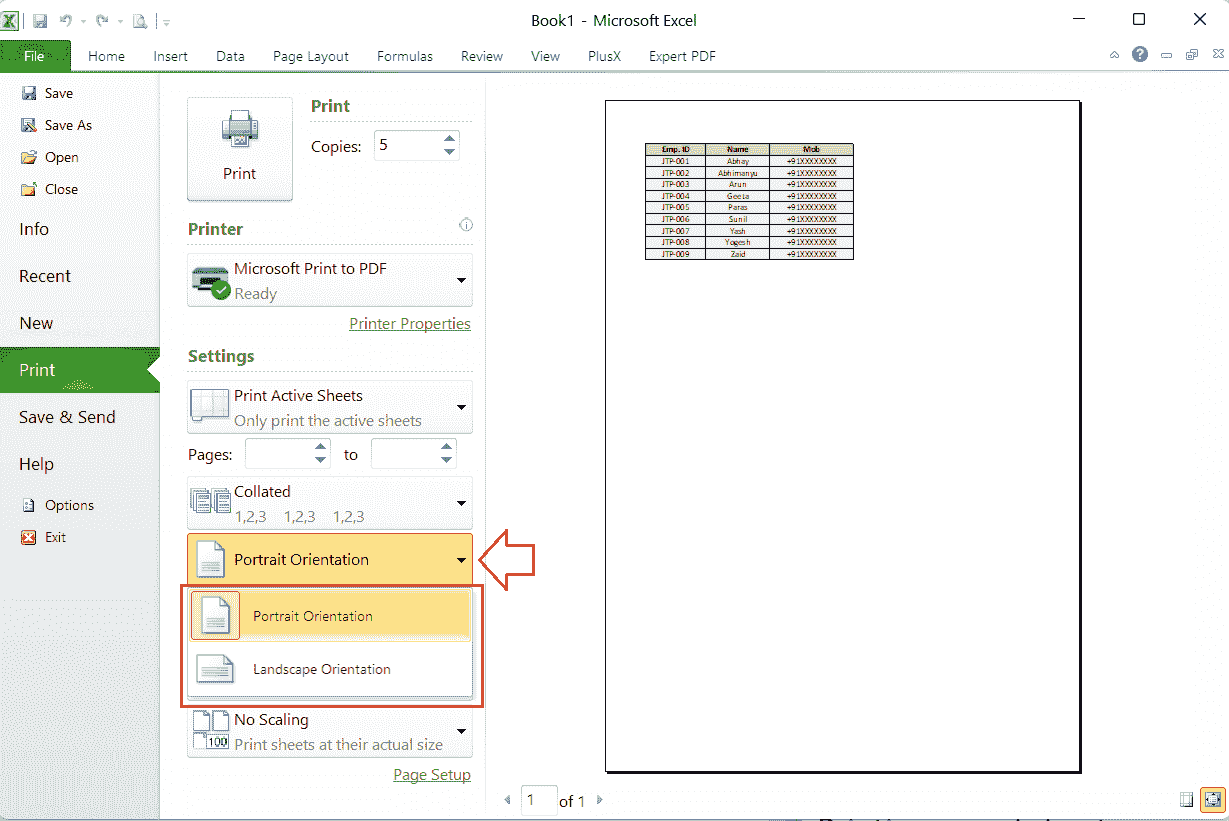 Book1 - Microsoft Excel
File Home Insert Data Page Layout Formulas Review View PlusX Expert PDF
Save
Save As
Open
Close
Info
Recent
New
Print
Save & Send
Help
Options
Exit
Print
Print
Copies: 5
Printer
Microsoft Print to PDF
Ready
Printer Properties
Settings
Print Active Sheets
Only print the active sheets
Pages: to
Collated
1,2,3 1,2,3 1,2,3
Portrait Orientation
Portrait Orientation
Landscape Orientation
No Scaling
100
Print sheets at their actual size
Page Setup
Emp. ID Name Mob
JTP-001 Abhay +91XXXXXXXX
JTP-002 Abhimanyu +91XXXXXXXX
JTP-003 Arun +91XXXXXXXX
JTP-004 Geeta +91XXXXXXXX
JTP-005 Paras +91XXXXXXXX
JTP-006 Sunil +91XXXXXXXX
JTP-007 Yash +91XXXXXXXX
JTP-008 Yogesh +91XXXXXXXX
JTP-009 Zaid +91XXXXXXXX
1 of 1